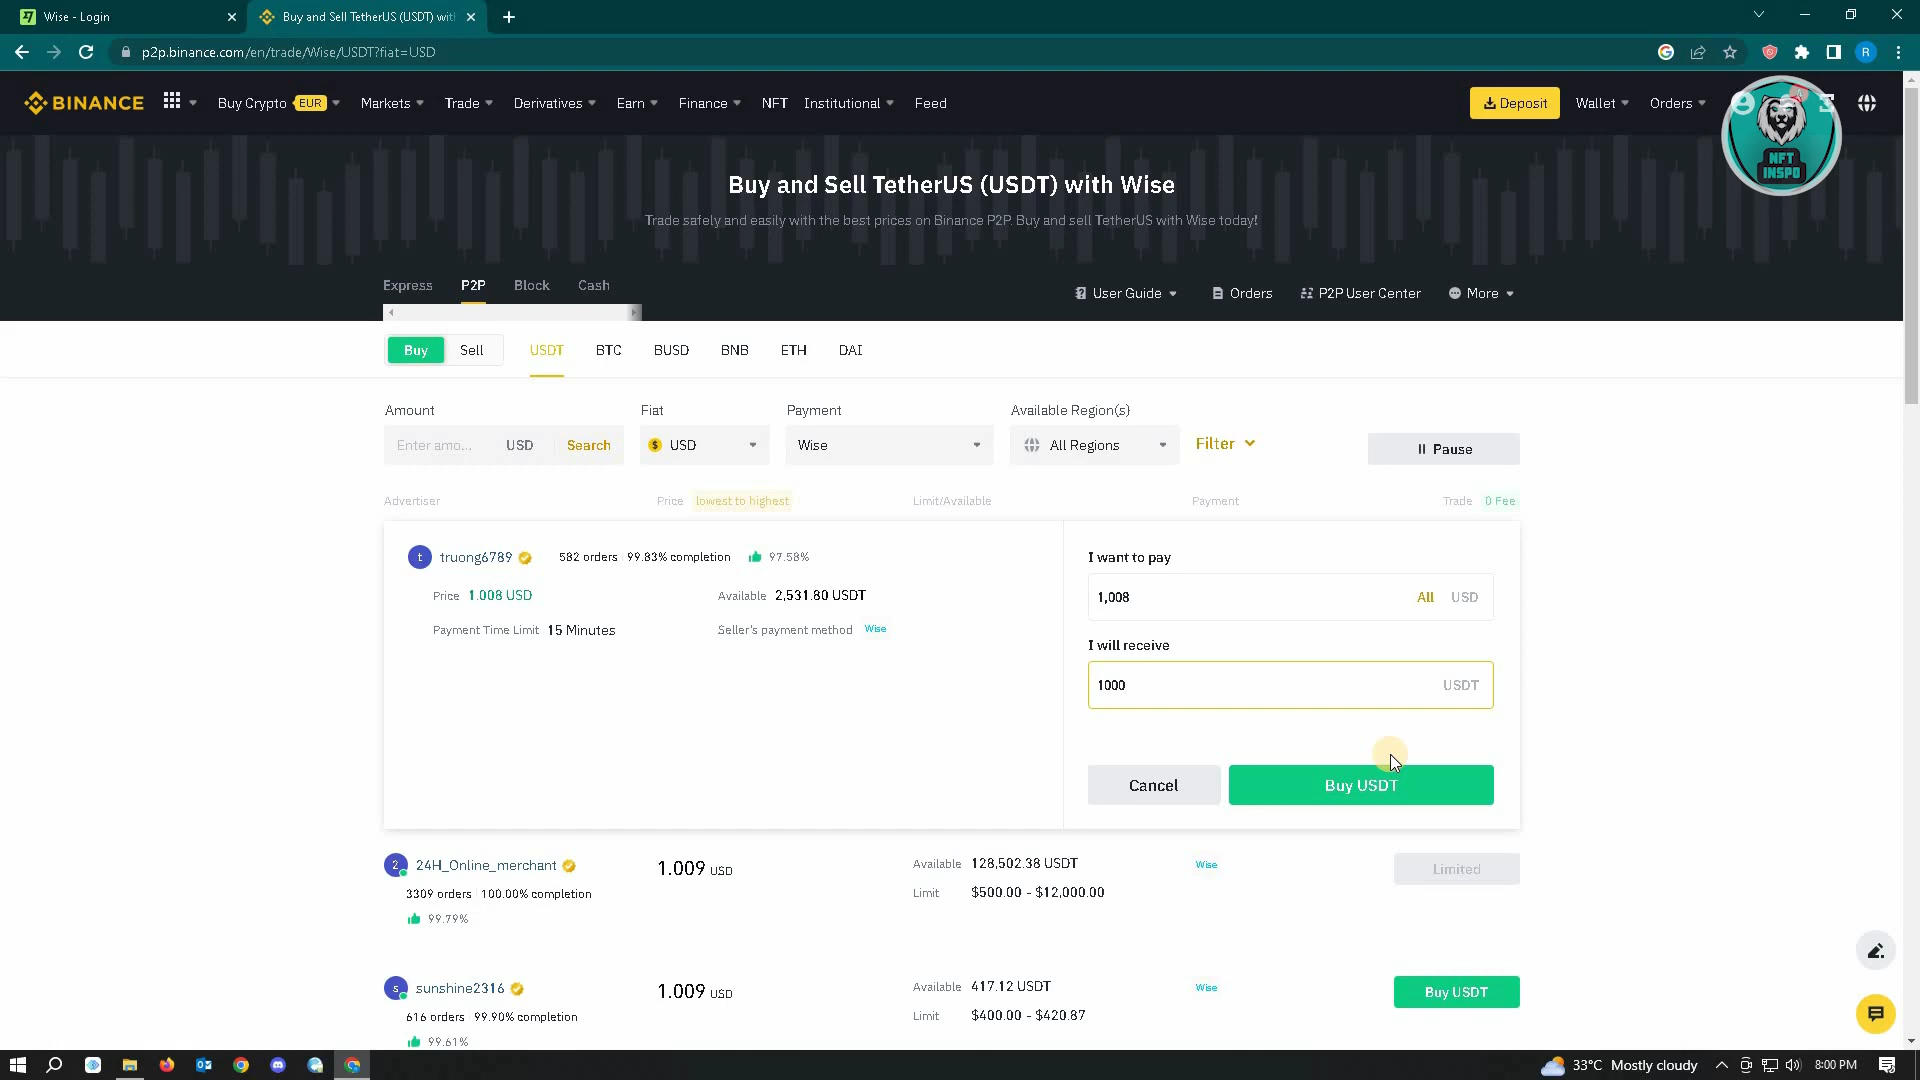 Wise - Login
Buy and Sell TetherUS (USDT) wit
p2p.binance.com/en/trade/Wise/USDT?fiat=USD
R
BINANCE
Buy Crypto EUR
Markets
Trade
Derivatives
Earn
Finance
NFT
Institutional
Feed
Deposit
Wallet
Orders
NFT
INSPO
Buy and Sell TetherUS (USDT) with Wise
Trade safely and easily with the best prices on Binance P2P. Buy and sell TetherUS with Wise today!
Express
P2P
Block
Cash
User Guide
Orders
P2P User Center
More
Buy
Sell
USDT
BTC
BUSD
BNB
ETH
DAI
Amount
Fiat
Payment
Available Region(s)
Enter amo... USD Search
USD
Wise
All Regions
Filter
Pause
Advertiser
Price lowest to highest
Limit/Available
Payment
Trade 0 Fee
t truong6789 582 orders 99.83% completion 97.58%
Price 1.008 USD
Available 2,531.80 USDT
Payment Time Limit 15 Minutes
Seller's payment method Wise
I want to pay
1,008 All USD
I will receive
1000 USDT
Cancel
Buy USDT
2 24H_Online_merchant
3309 orders 100.00% completion
99.79%
1.009 USD
Available 128,502.38 USDT
Limit $500.00 - $12,000.00
Wise
Limited
s sunshine2316
616 orders 99.90% completion
99.61%
1.009 USD
Available 417.12 USDT
Limit $400.00 - $420.87
Wise
Buy USDT
33°C Mostly cloudy
8:00 PM